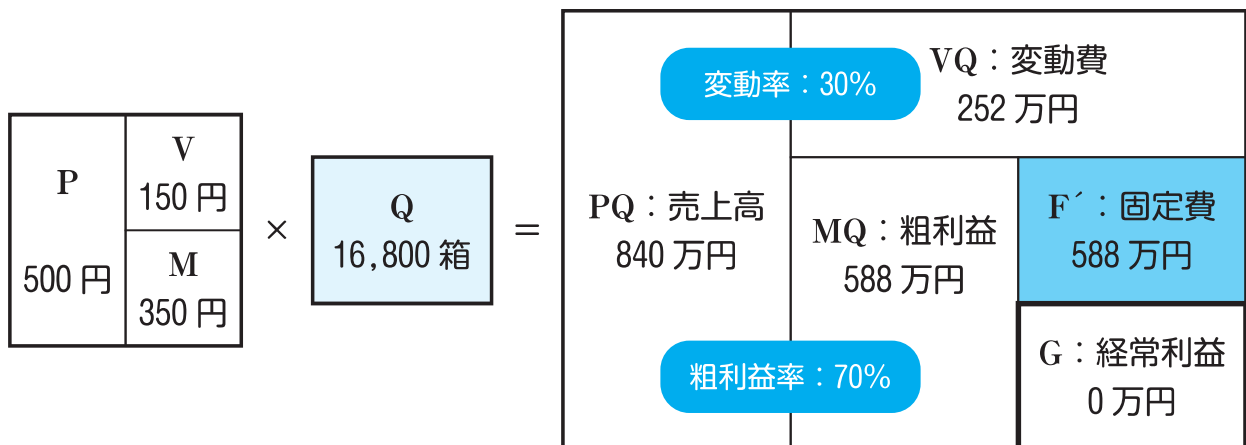 P
500 円
V
150 円
M
350 円
×
Q
16,800 箱
=
PQ：売上高
840 万円
変動率：30%
VQ：変動費
252 万円
MQ：粗利益
588 万円
粗利益率：70%
F´：固定費
588 万円
G：経常利益
0 万円